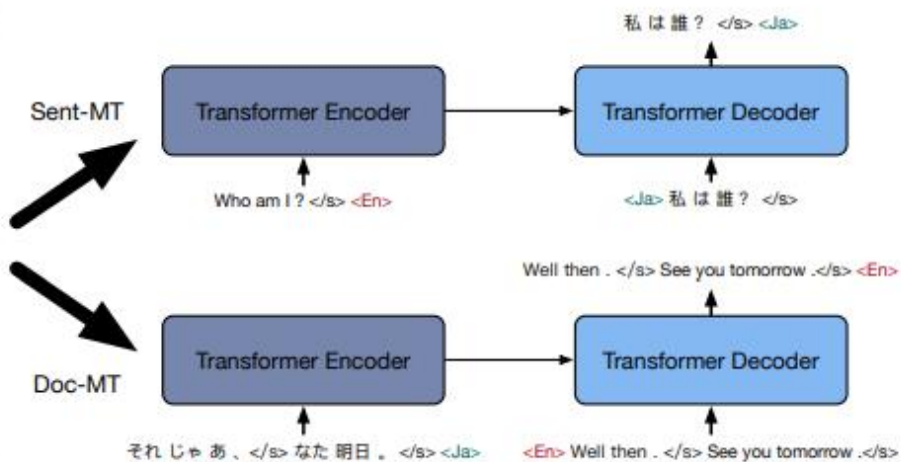 私 は 誰 ? </s> <Ja>
Sent-MT
Transformer Encoder
Transformer Decoder
Who am I ? </s> <En>
<Ja> 私 は 誰 ? </s>
Well then . </s> See you tomorrow .</s> <En>
Transformer Encoder
Transformer Decoder
Doc-MT
それ じゃ あ 、</s> なた 明日 。 </s> <Ja>
<En> Well then . </s> See you tomorrow .</s>